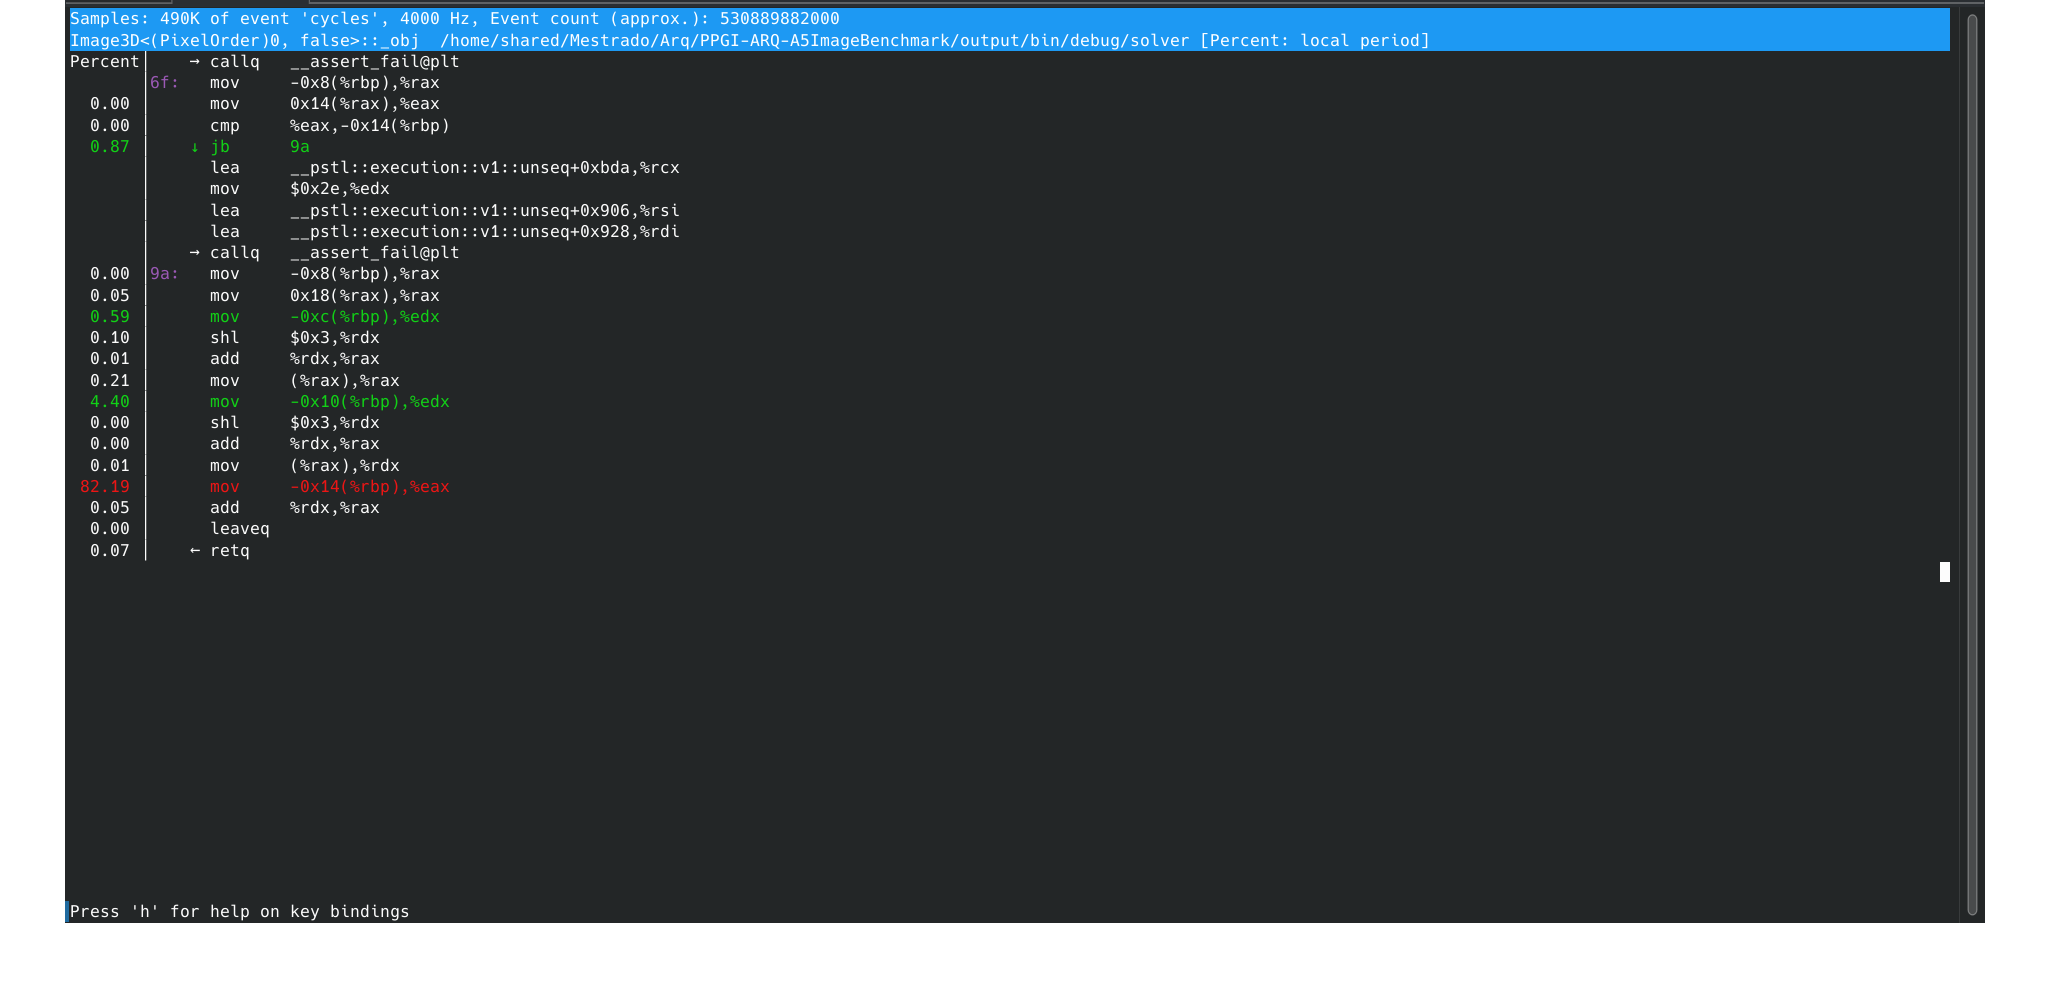 Samples: 490K of event 'cycles', 4000 Hz, Event count (approx.): 530889882000
Image3D<(PixelOrder)0, false>::_obj  /home/shared/Mestrado/Arq/PPGI-ARQ-A5ImageBenchmark/output/bin/debug/solver [Percent: local period]
Percent│    → callq   __assert_fail@plt
       │6f:   mov     -0x8(%rbp),%rax
  0.00 │      mov     0x14(%rax),%eax
  0.00 │      cmp     %eax,-0x14(%rbp)
  0.87 │    ↓ jb      9a
       │      lea     __pstl::execution::v1::unseq+0xbda,%rcx
       │      mov     $0x2e,%edx
       │      lea     __pstl::execution::v1::unseq+0x906,%rsi
       │      lea     __pstl::execution::v1::unseq+0x928,%rdi
       │    → callq   __assert_fail@plt
  0.00 │9a:   mov     -0x8(%rbp),%rax
  0.05 │      mov     0x18(%rax),%rax
  0.59 │      mov     -0xc(%rbp),%edx
  0.10 │      shl     $0x3,%rdx
  0.01 │      add     %rdx,%rax
  0.21 │      mov     (%rax),%rax
  4.40 │      mov     -0x10(%rbp),%edx
  0.00 │      shl     $0x3,%rdx
  0.00 │      add     %rdx,%rax
  0.01 │      mov     (%rax),%rdx
 82.19 │      mov     -0x14(%rbp),%eax
  0.05 │      add     %rdx,%rax
  0.00 │      leaveq
  0.07 │    ← retq
Press 'h' for help on key bindings